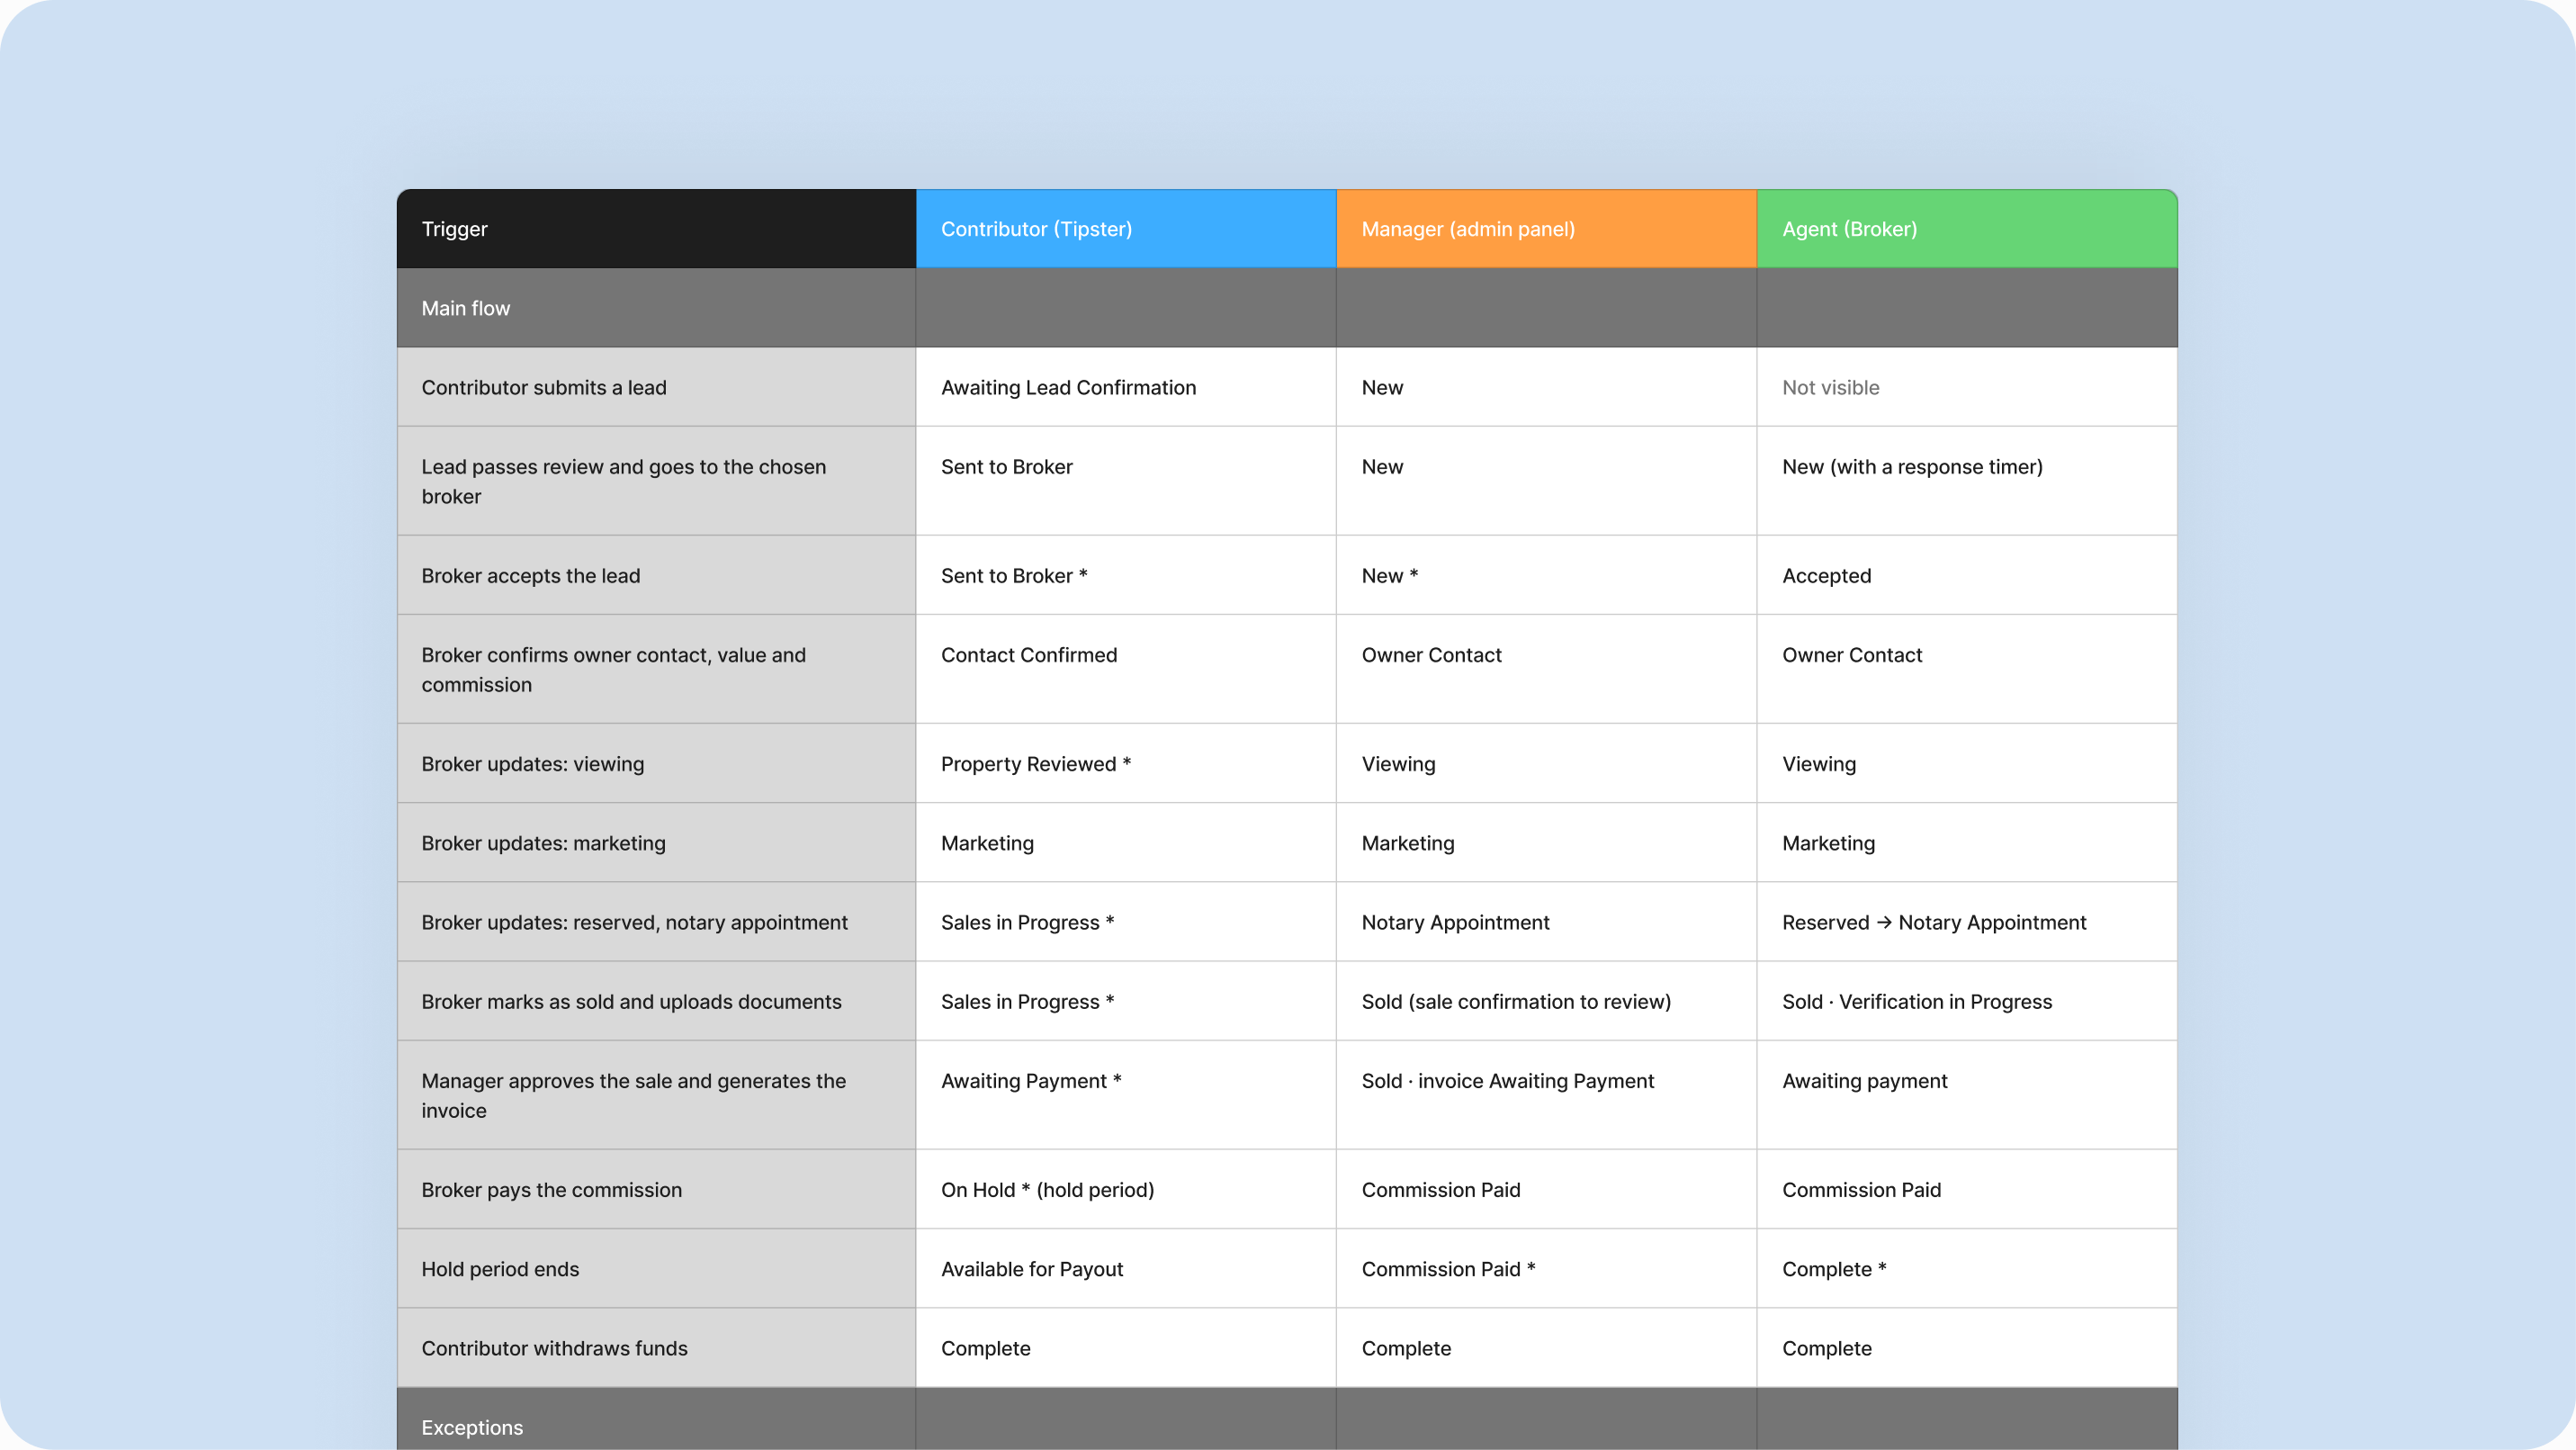 Trigger
Contributor (Tipster)
Manager (admin panel)
Agent (Broker)
Main flow
Contributor submits a lead
Awaiting Lead Confirmation
New
Not visible
Lead passes review and goes to the chosen
broker
Sent to Broker
New
New (with a response timer)
Broker accepts the lead
Sent to Broker *
New *
Accepted
Broker confirms owner contact, value and
commission
Contact Confirmed
Owner Contact
Owner Contact
Broker updates: viewing
Property Reviewed *
Viewing
Viewing
Broker updates: marketing
Marketing
Marketing
Marketing
Broker updates: reserved, notary appointment
Sales in Progress *
Notary Appointment
Reserved → Notary Appointment
Broker marks as sold and uploads documents
Sales in Progress *
Sold (sale confirmation to review)
Sold · Verification in Progress
Manager approves the sale and generates the
invoice
Awaiting Payment *
Sold · invoice Awaiting Payment
Awaiting payment
Broker pays the commission
On Hold * (hold period)
Commission Paid
Commission Paid
Hold period ends
Available for Payout
Commission Paid *
Complete *
Contributor withdraws funds
Complete
Complete
Complete
Exceptions